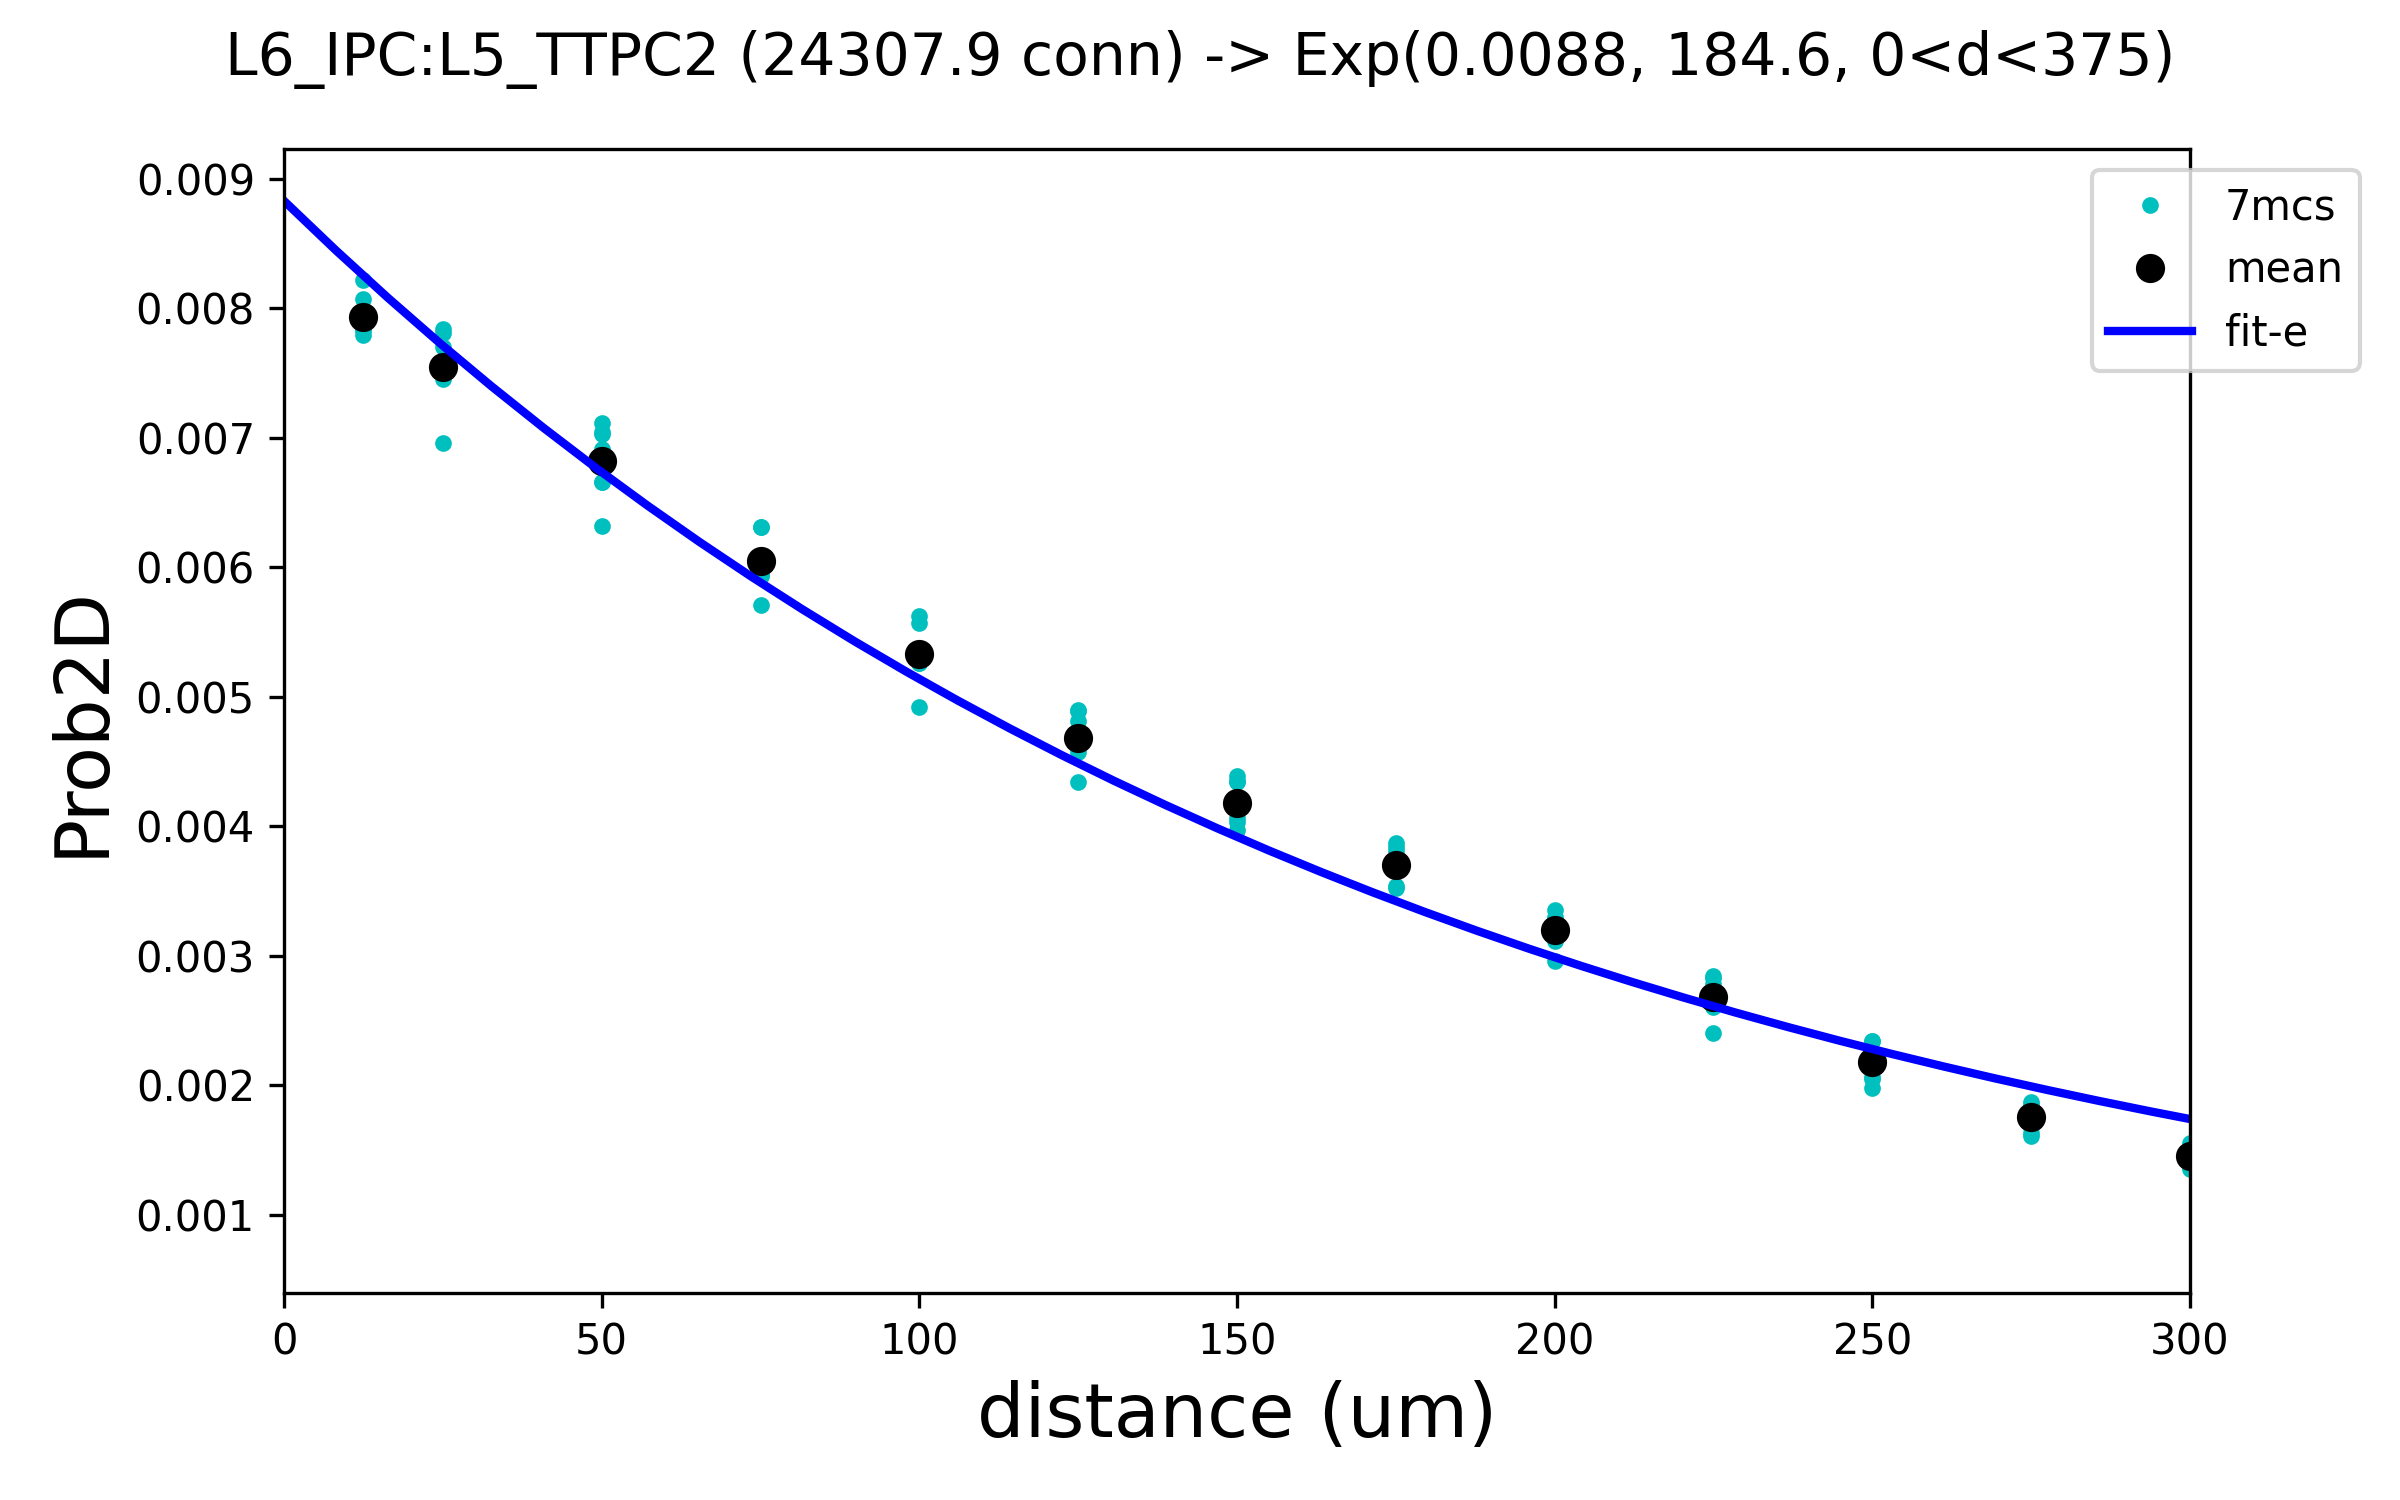 L6_IPC:L5_TTPC2 (24307.9 conn) -> Exp(0.0088, 184.6, 0<d<375)
0.009
0.008
0.007
0.006
0.005
0.004
0.003
0.002
0.001
Prob2D
7mcs
mean
fit-e
0 50 100 150 200 250 300
distance (um)